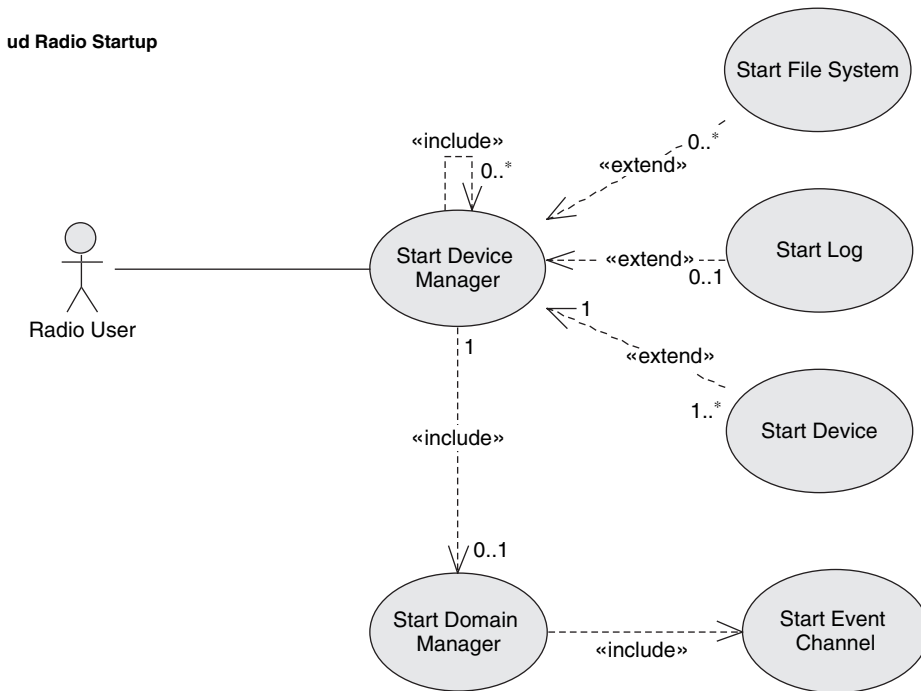 ud Radio Startup
Start File System
«include»
0..*
0..*
«extend»
Start Device
Manager
«extend»
Start Log
0..1
Radio User
1
1
«extend»
1..*
Start Device
«include»
0..1
Start Domain
Manager
«include»
Start Event
Channel